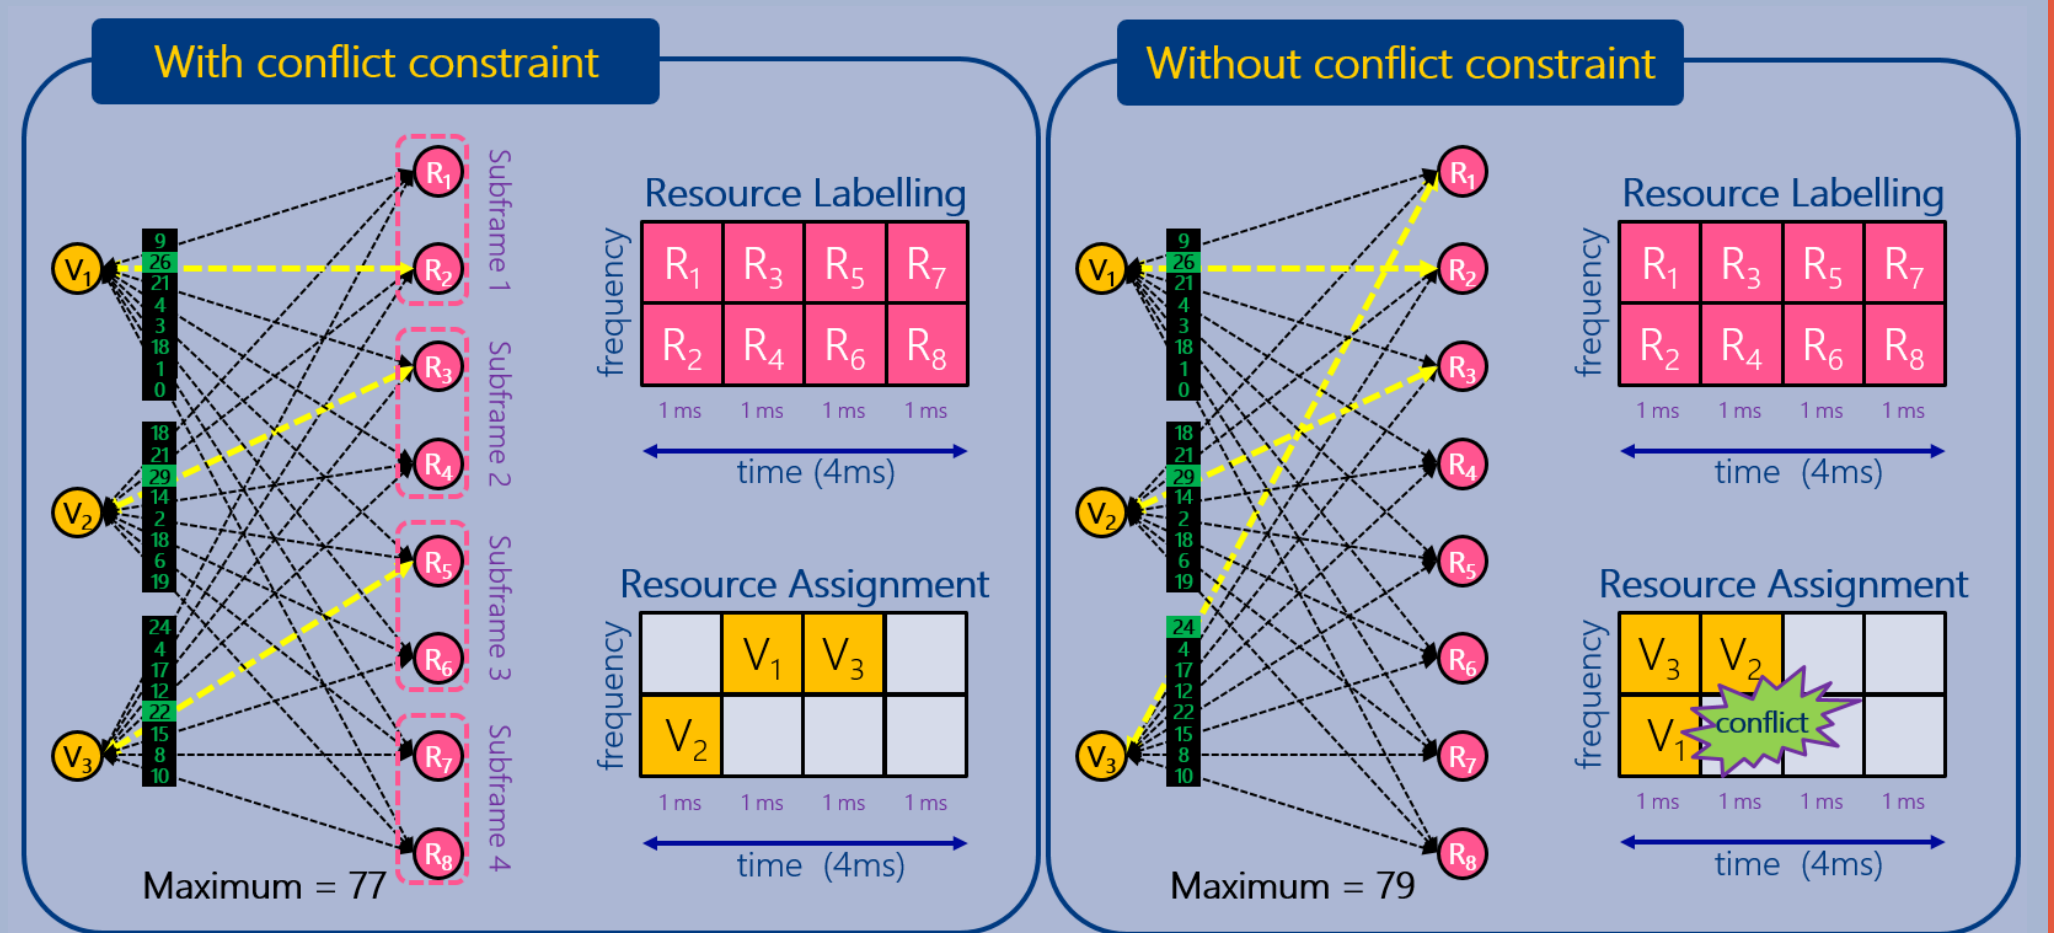 With conflict constraint
V1
V2
V3
9
26
21
4
3
18
1
0
18
21
29
14
2
18
6
19
24
4
17
12
22
15
8
10
R1
R2
R3
R4
R5
R6
R7
R8
Subframe 1
Subframe 2
Subframe 3
Subframe 4
Maximum = 77
Resource Labelling
frequency
R1 R3 R5 R7
R2 R4 R6 R8
1 ms 1 ms 1 ms 1 ms
time (4ms)
Resource Assignment
frequency
V1 V3
V2
1 ms 1 ms 1 ms 1 ms
time (4ms)
Without conflict constraint
V1
V2
V3
9
26
21
4
3
18
1
0
18
21
29
14
2
18
6
19
24
4
17
12
22
15
8
10
R1
R2
R3
R4
R5
R6
R7
R8
Maximum = 79
Resource Labelling
frequency
R1 R3 R5 R7
R2 R4 R6 R8
1 ms 1 ms 1 ms 1 ms
time (4ms)
Resource Assignment
frequency
V3 V2
V1 conflict
1 ms 1 ms 1 ms 1 ms
time (4ms)